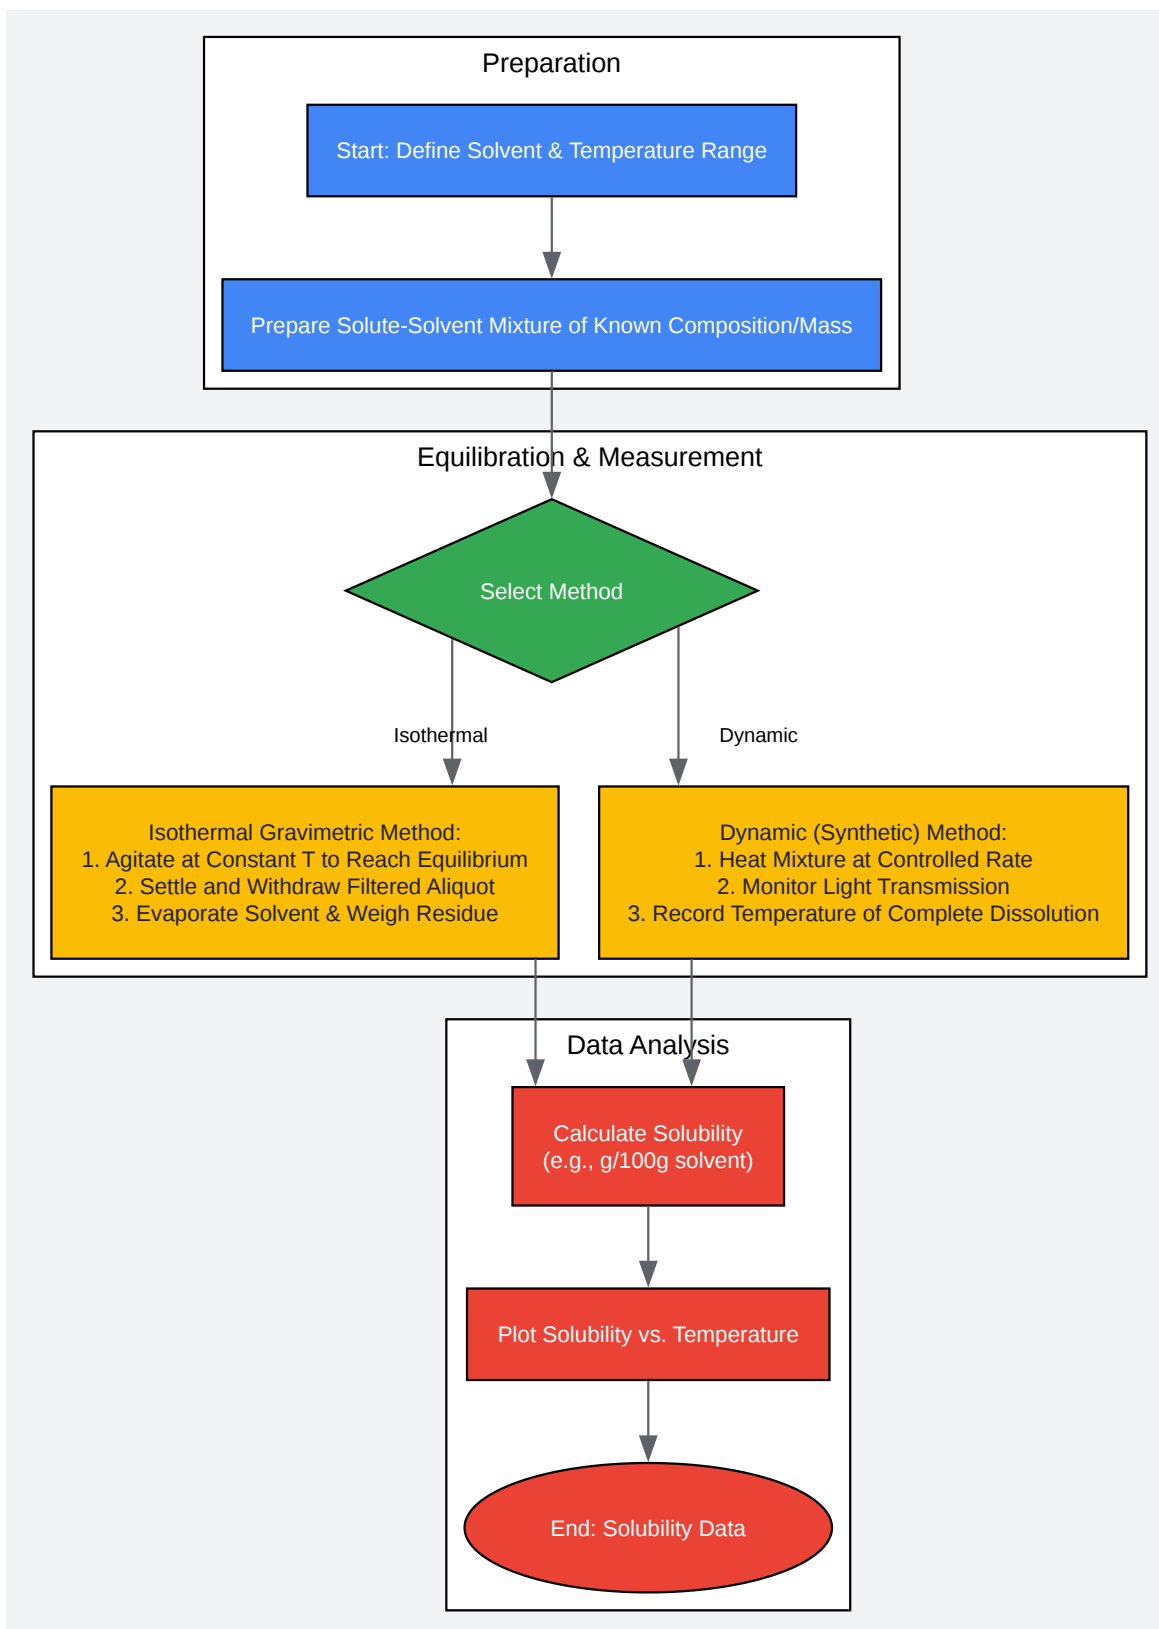 Preparation
Start: Define Solvent & Temperature Range
Prepare Solute-Solvent Mixture of Known Composition/Mass
Equilibration & Measurement
Select Method
Isothermal
Dynamic
Isothermal Gravimetric Method:
1. Agitate at Constant T to Reach Equilibrium
2. Settle and Withdraw Filtered Aliquot
3. Evaporate Solvent & Weigh Residue
Dynamic (Synthetic) Method:
1. Heat Mixture at Controlled Rate
2. Monitor Light Transmission
3. Record Temperature of Complete Dissolution
Data Analysis
Calculate Solubility
(e.g., g/100g solvent)
Plot Solubility vs. Temperature
End: Solubility Data